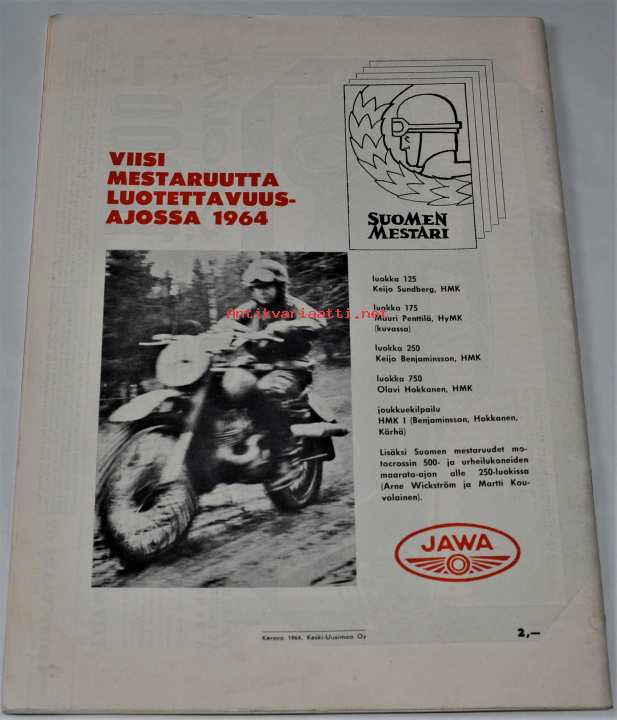 VIISI
MESTARUUTTA
LUOTETTAVUUS-
AJOSSA 1964
SUOMEN
MESTARI
luokka 125
Keijo Sundberg, HMK
luokka 175
Mauri Penttilä, HyMK
(kuvassa)
luokka 250
Keijo Benjaminsson, HMK
luokka 750
Olavi Hokkanen, HMK
joukkuekilpailu
HMK 1 (Benjaminsson, Hokkanen,
Kärhä)
Lisäksi Suomen mestaruudet mo-
tocrossin 500- ja urheilukoneiden
maarata-ajon alle 250-luokissa
(Arne Wickström ja Martti Kou-
volainen).
Antikvariaatti.net
JAWA
Kerava 1964, Keski-Uusimaa Oy
2,—